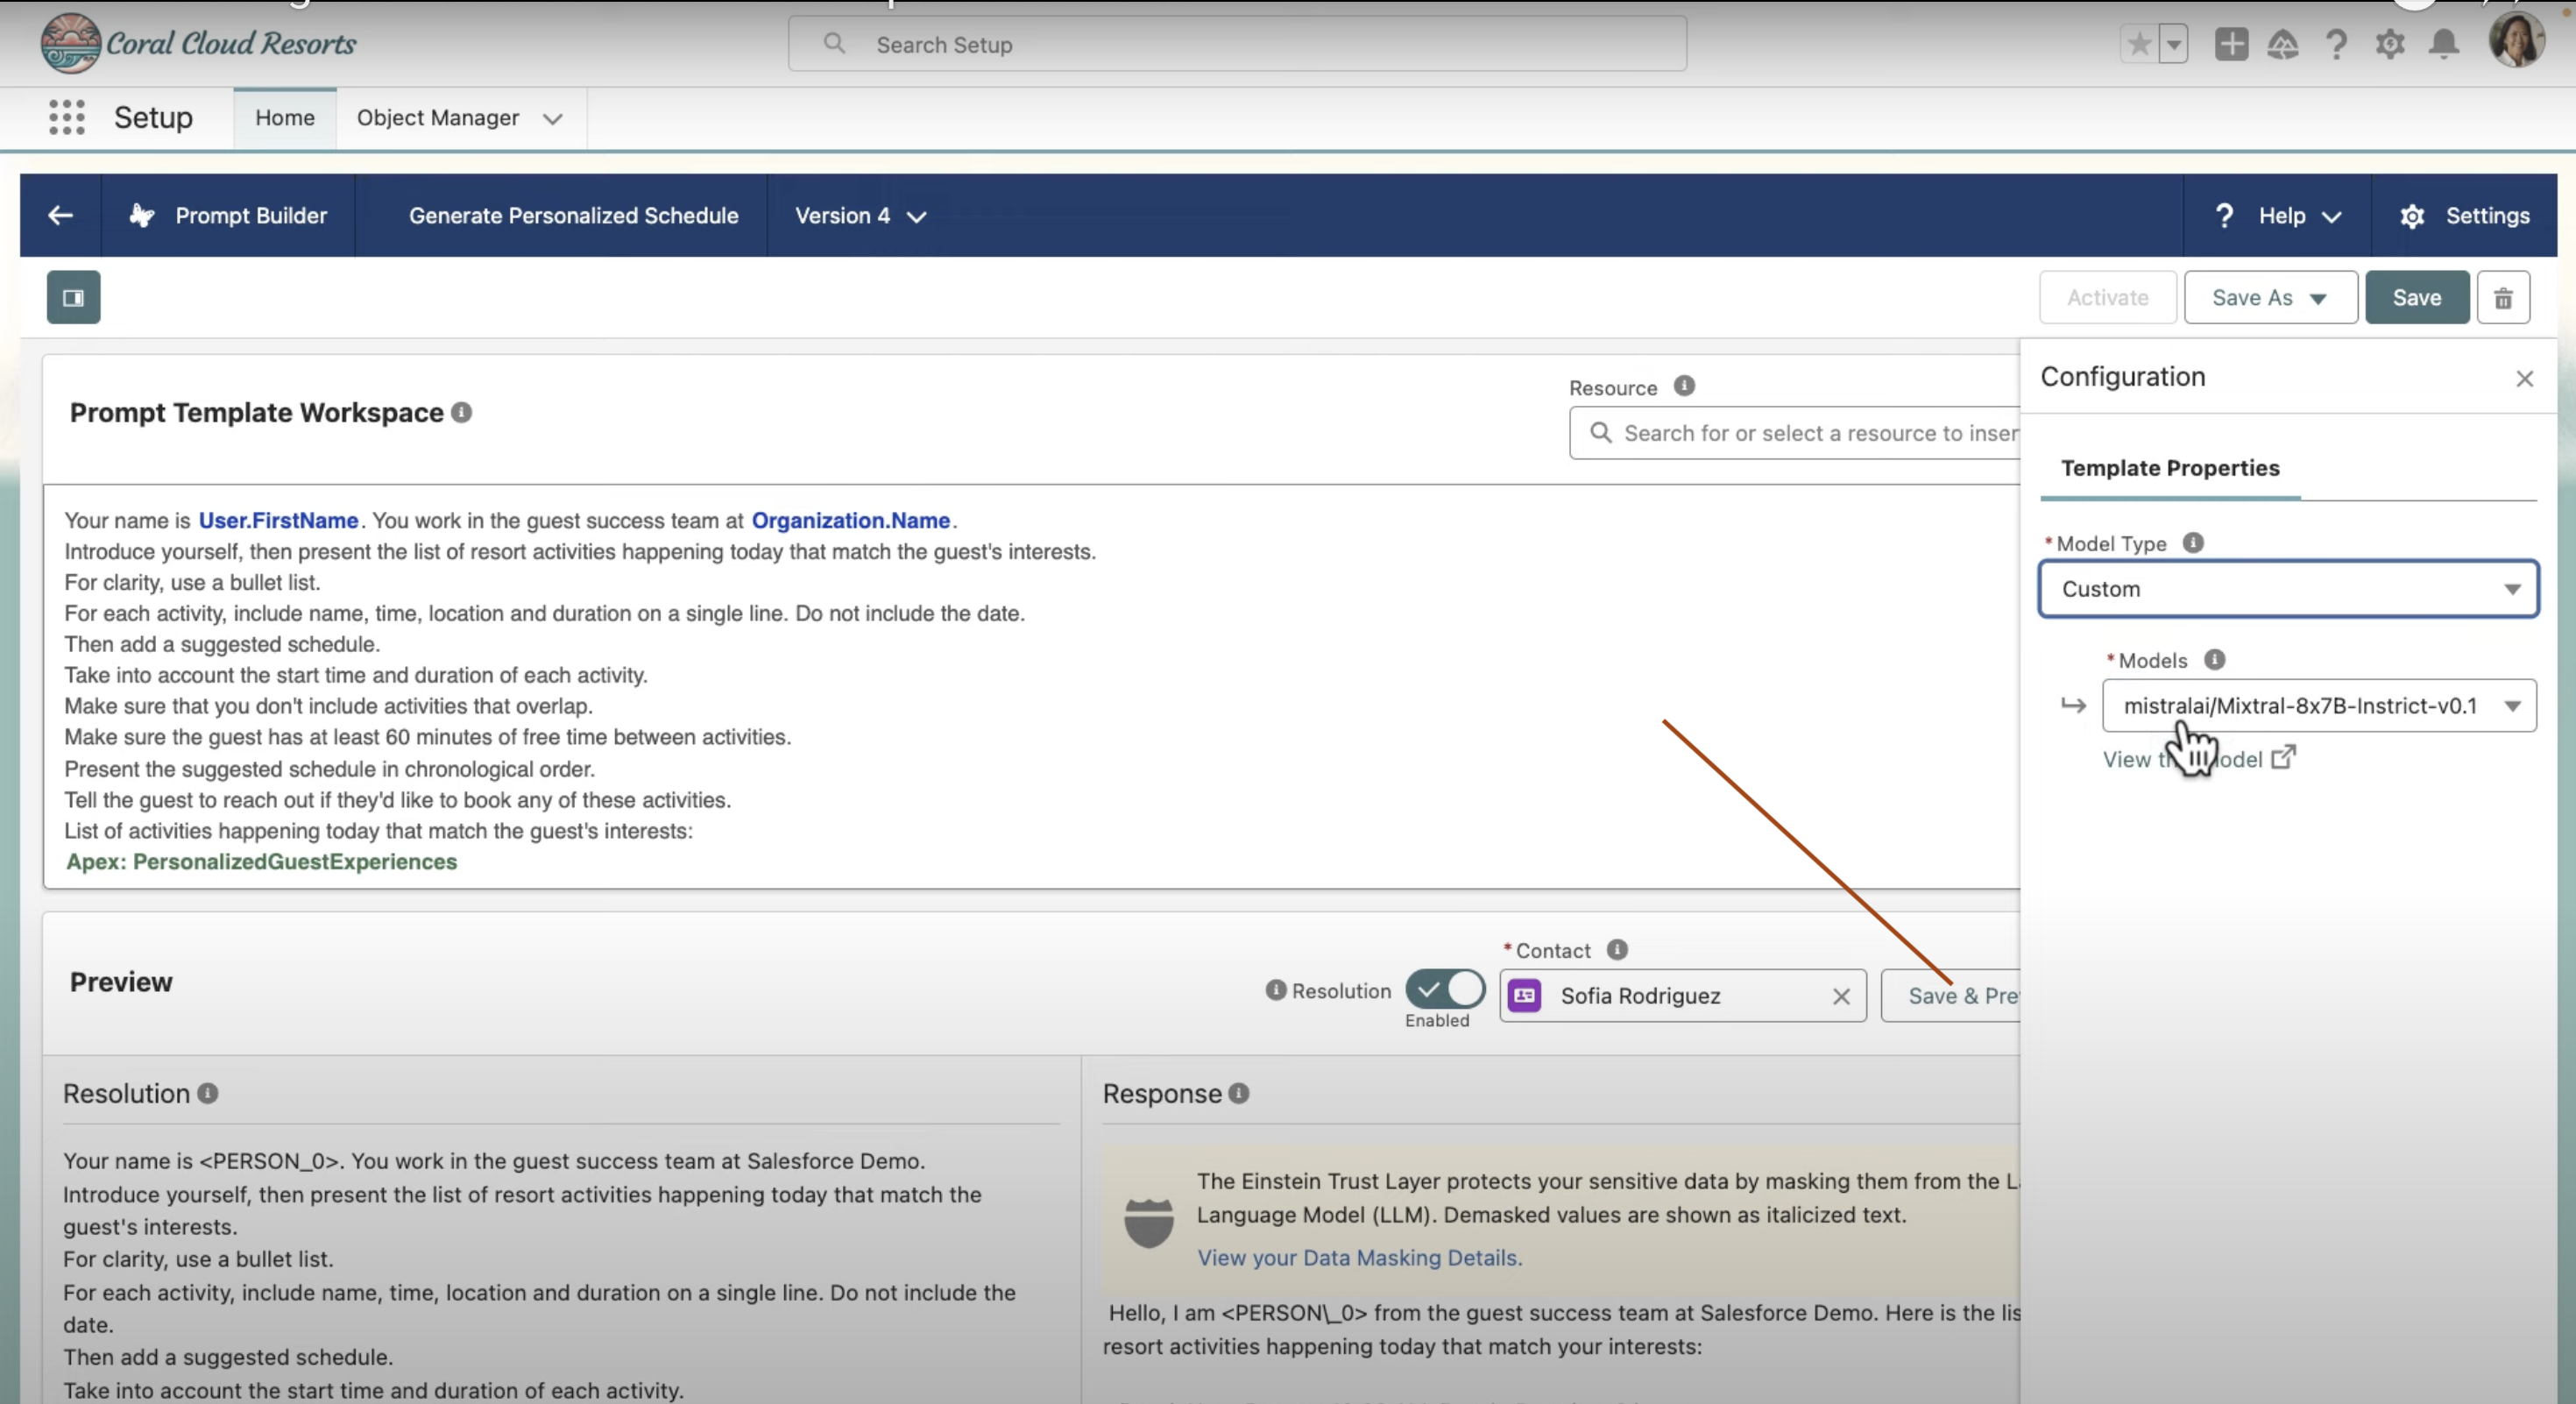 Coral Cloud Resorts
Search Setup
Setup
Home
Object Manager
Prompt Builder
Generate Personalized Schedule
Version 4
Help
Settings
Activate
Save As
Save
Prompt Template Workspace
Resource
Search for or select a resource to inser
Your name is User.FirstName. You work in the guest success team at Organization.Name.
Introduce yourself, then present the list of resort activities happening today that match the guest's interests.
For clarity, use a bullet list.
For each activity, include name, time, location and duration on a single line. Do not include the date.
Then add a suggested schedule.
Take into account the start time and duration of each activity.
Make sure that you don't include activities that overlap.
Make sure the guest has at least 60 minutes of free time between activities.
Present the suggested schedule in chronological order.
Tell the guest to reach out if they'd like to book any of these activities.
List of activities happening today that match the guest's interests:
Apex: PersonalizedGuestExperiences
Configuration
Template Properties
*Model Type
Custom
*Models
mistralai/Mixtral-8x7B-Instrict-v0.1
View
Preview
Resolution
Enabled
*Contact
Sofia Rodriguez
Save & Pre
Resolution
Your name is <PERSON_0>. You work in the guest success team at Salesforce Demo.
Introduce yourself, then present the list of resort activities happening today that match the
guest's interests.
For clarity, use a bullet list.
For each activity, include name, time, location and duration on a single line. Do not include the
date.
Then add a suggested schedule.
Take into account the start time and duration of each activity.
Response
The Einstein Trust Layer protects your sensitive data by masking them from the L
Language Model (LLM). Demasked values are shown as italicized text.
View your Data Masking Details.
Hello, I am <PERSON\_0> from the guest success team at Salesforce Demo. Here is the lis
resort activities happening today that match your interests: